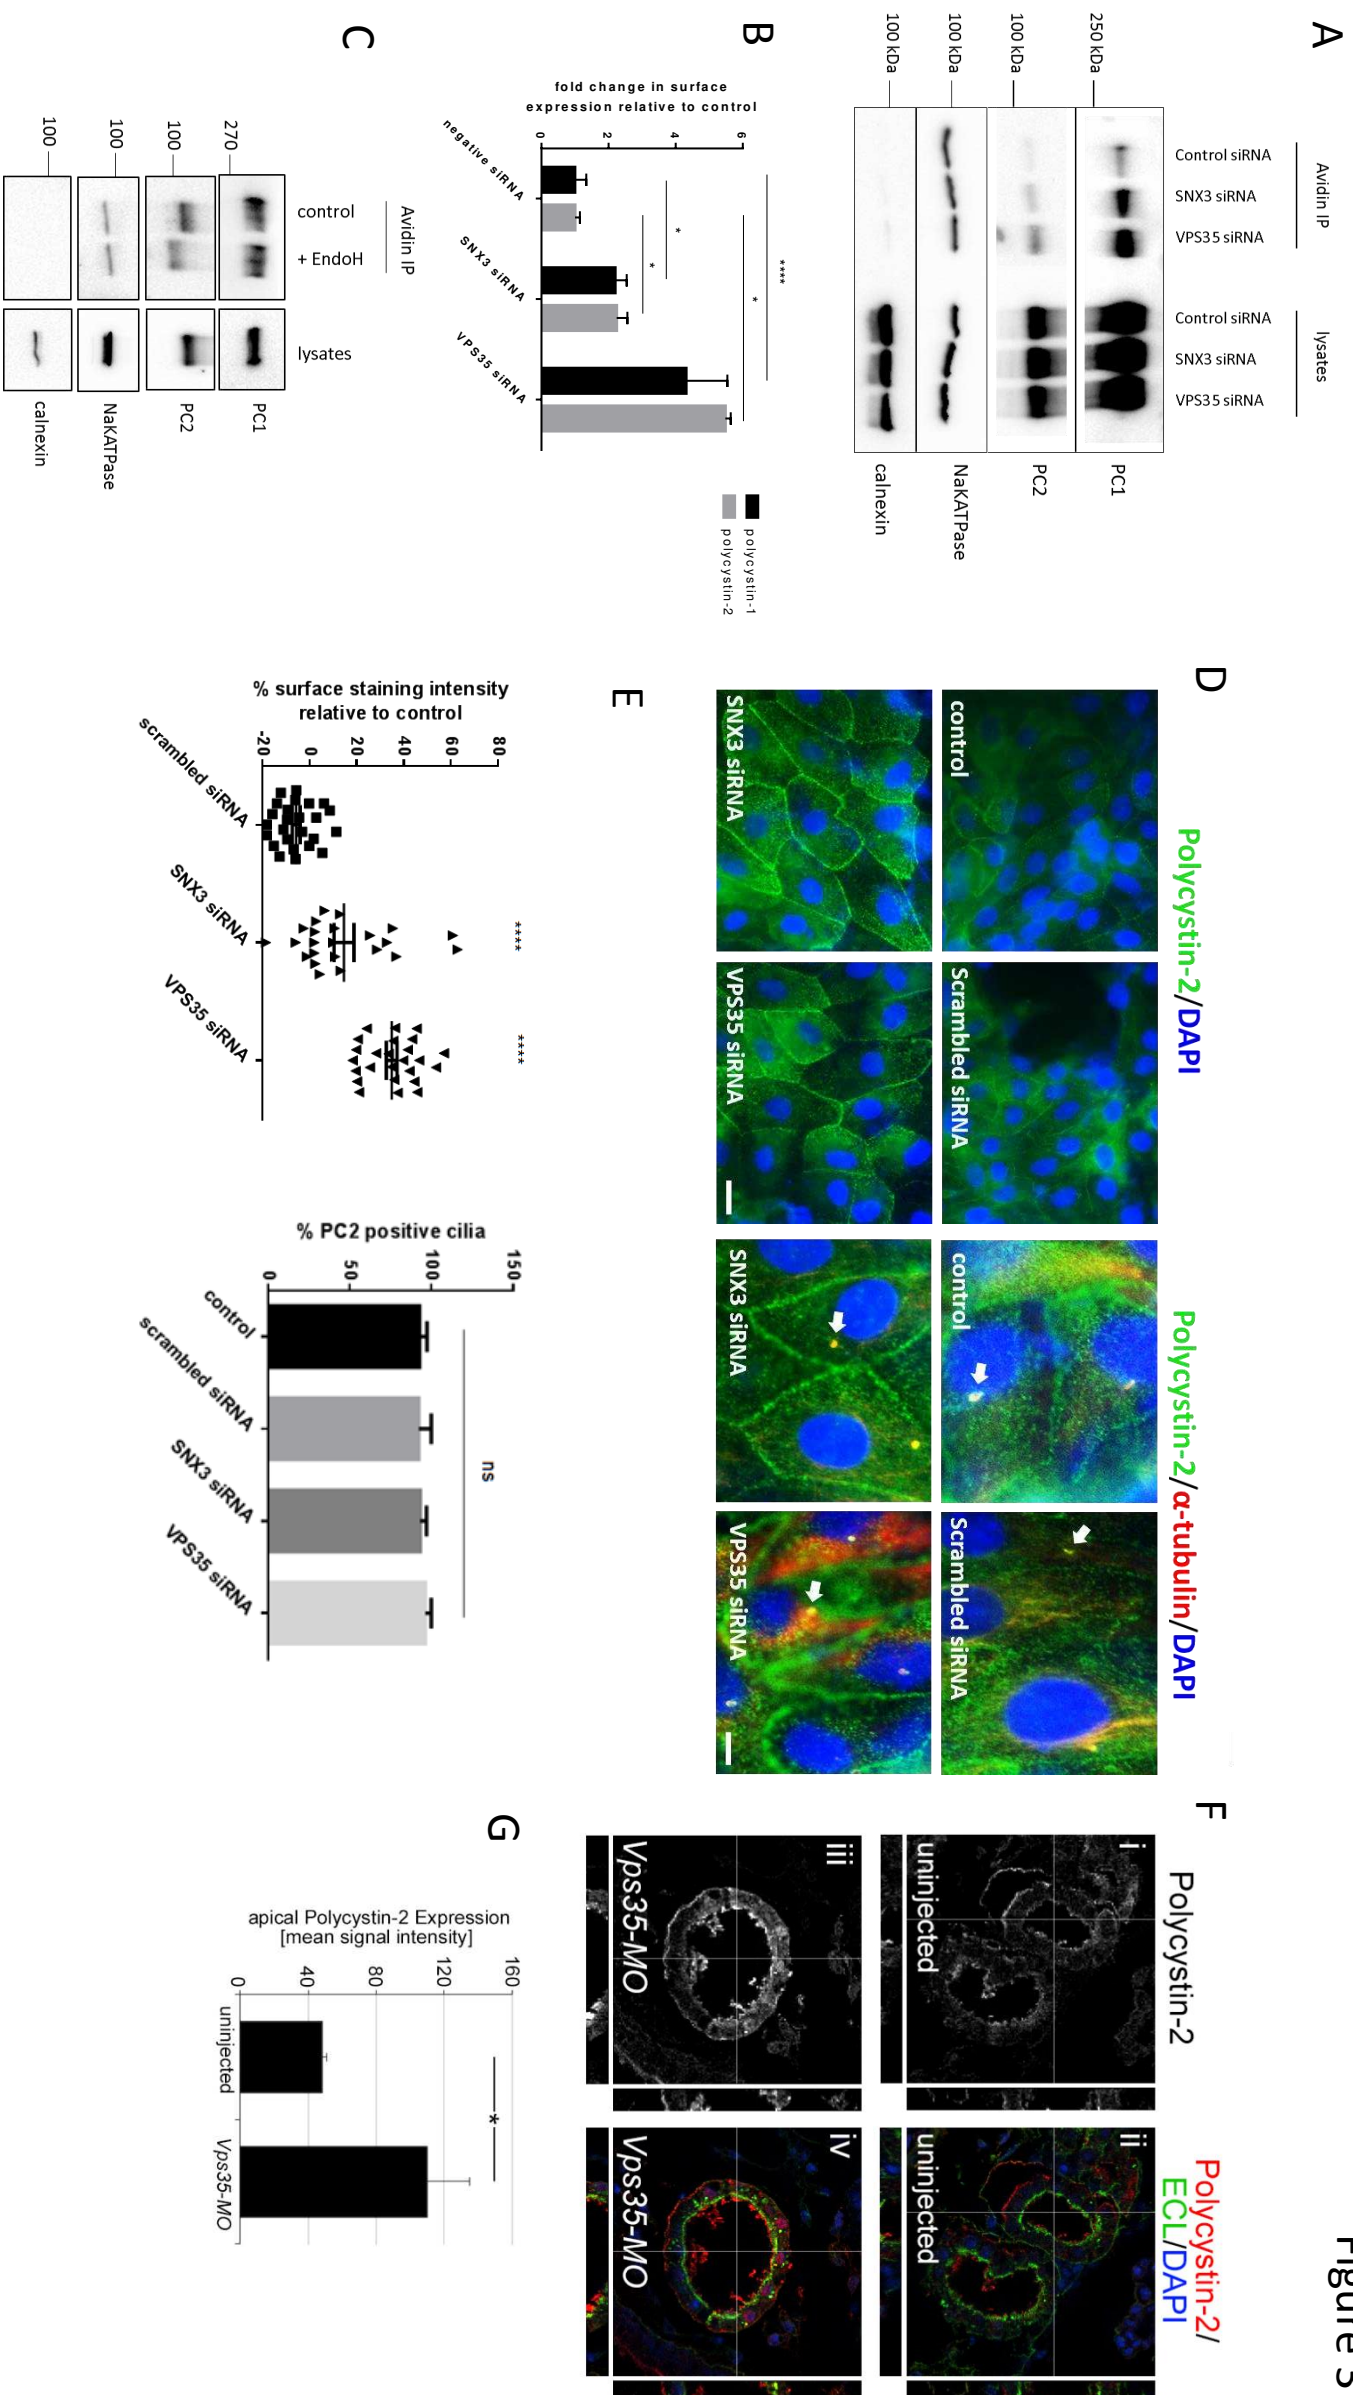 Figure 5
A
Avidin IP
lysates
Control siRNA
SNX3 siRNA
VPS35 siRNA
Control siRNA
SNX3 siRNA
VPS35 siRNA
250 kDa
PC1
100 kDa
PC2
100 kDa
NaKATPase
100 kDa
calnexin
B
fold change in surface
expression relative to control
6
4
2
0
****
*
*
*
negative siRNA
SNX3 siRNA
VPS35 siRNA
polycystin-1
polycystin-2
C
Avidin IP
control
+ EndoH
lysates
270
PC1
100
PC2
100
NaKATPase
100
calnexin
D
Polycystin-2/DAPI
Polycystin-2/α-tubulin/DAPI
control
Scrambled siRNA
control
Scrambled siRNA
SNX3 siRNA
VPS35 siRNA
SNX3 siRNA
VPS35 siRNA
E
% surface staining intensity
relative to control
80
60
40
20
0
-20
****
****
scrambled siRNA
SNX3 siRNA
VPS35 siRNA
% PC2 positive cilia
150
100
50
0
ns
control
scrambled siRNA
SNX3 siRNA
VPS35 siRNA
F
Polycystin-2
Polycystin-2/
ECL/DAPI
i
uninjected
ii
uninjected
iii
Vps35-MO
iv
Vps35-MO
G
apical Polycystin-2 Expression
[mean signal intensity]
160
120
80
40
0
*
uninjected
Vps35-MO